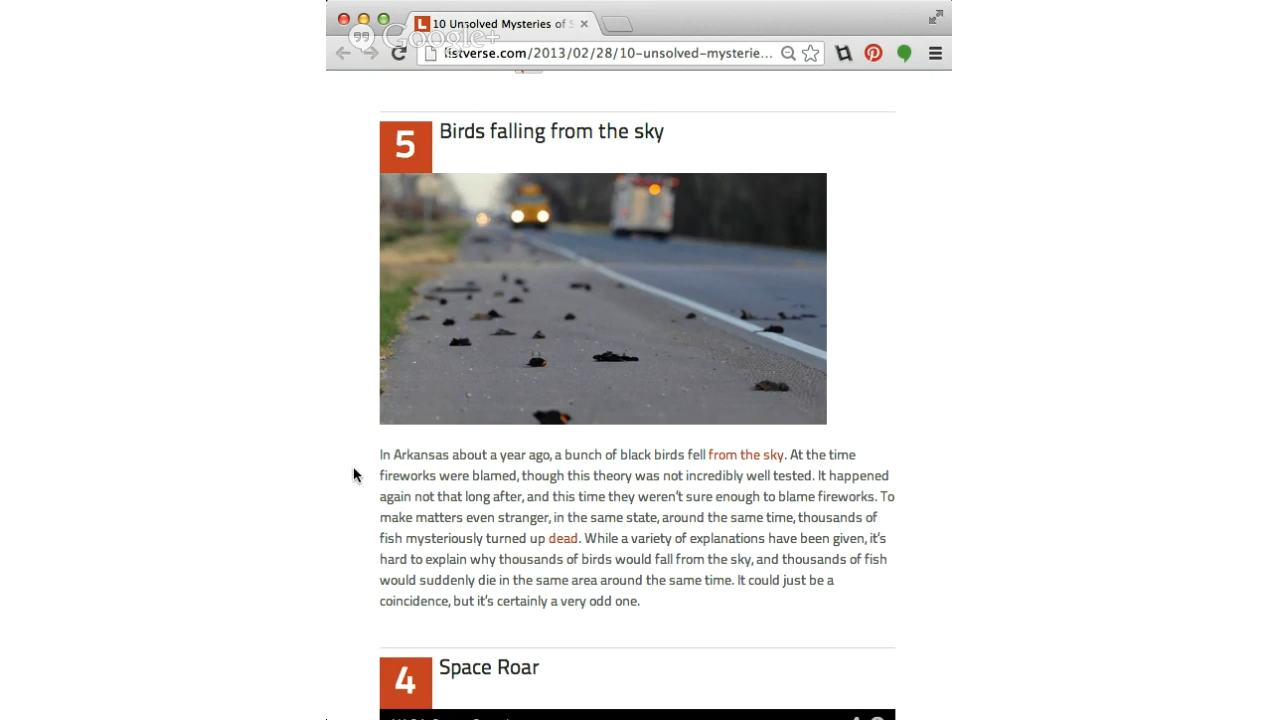 10 Unsolved Mysteries of S
Google+
listverse.com/2013/02/28/10-unsolved-mysterie...
5 Birds falling from the sky
In Arkansas about a year ago, a bunch of black birds fell from the sky. At the time
fireworks were blamed, though this theory was not incredibly well tested. It happened
again not that long after, and this time they weren't sure enough to blame fireworks. To
make matters even stranger, in the same state, around the same time, thousands of
fish mysteriously turned up dead. While a variety of explanations have been given, it's
hard to explain why thousands of birds would fall from the sky, and thousands of fish
would suddenly die in the same area around the same time. It could just be a
coincidence, but it's certainly a very odd one.
4 Space Roar